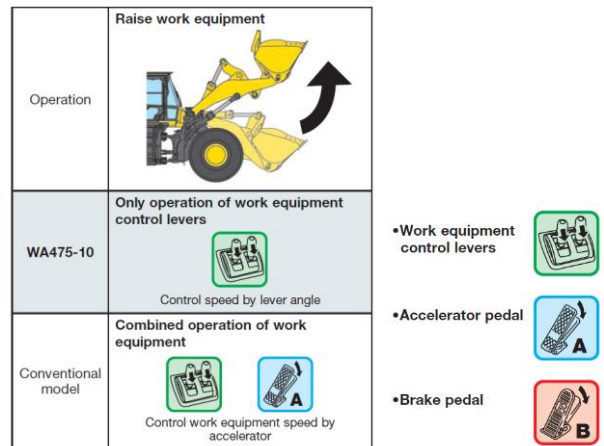 Raise work equipment
Operation
Only operation of work equipment
control levers
WA475-10
Control speed by lever angle
Combined operation of work
equipment
Conventional
model
A
Control work equipment speed by
accelerator
•Work equipment
control levers
•Accelerator pedal
A
•Brake pedal
B